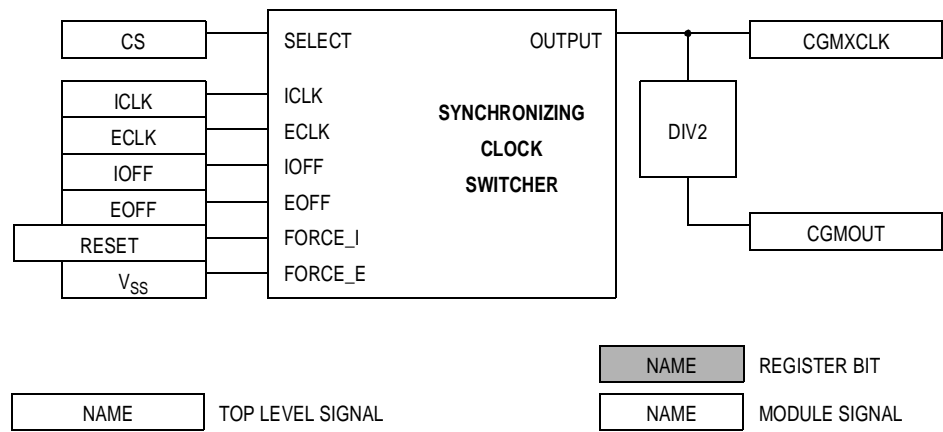 CS
SELECT
OUTPUT
CGMXCLK
ICLK
ICLK
ECLK
ECLK
IOFF
IOFF
EOFF
EOFF
RESET
FORCE_I
VSS
FORCE_E
SYNCHRONIZING
CLOCK
SWITCHER
DIV2
CGMOUT
NAME
REGISTER BIT
NAME
TOP LEVEL SIGNAL
NAME
MODULE SIGNAL